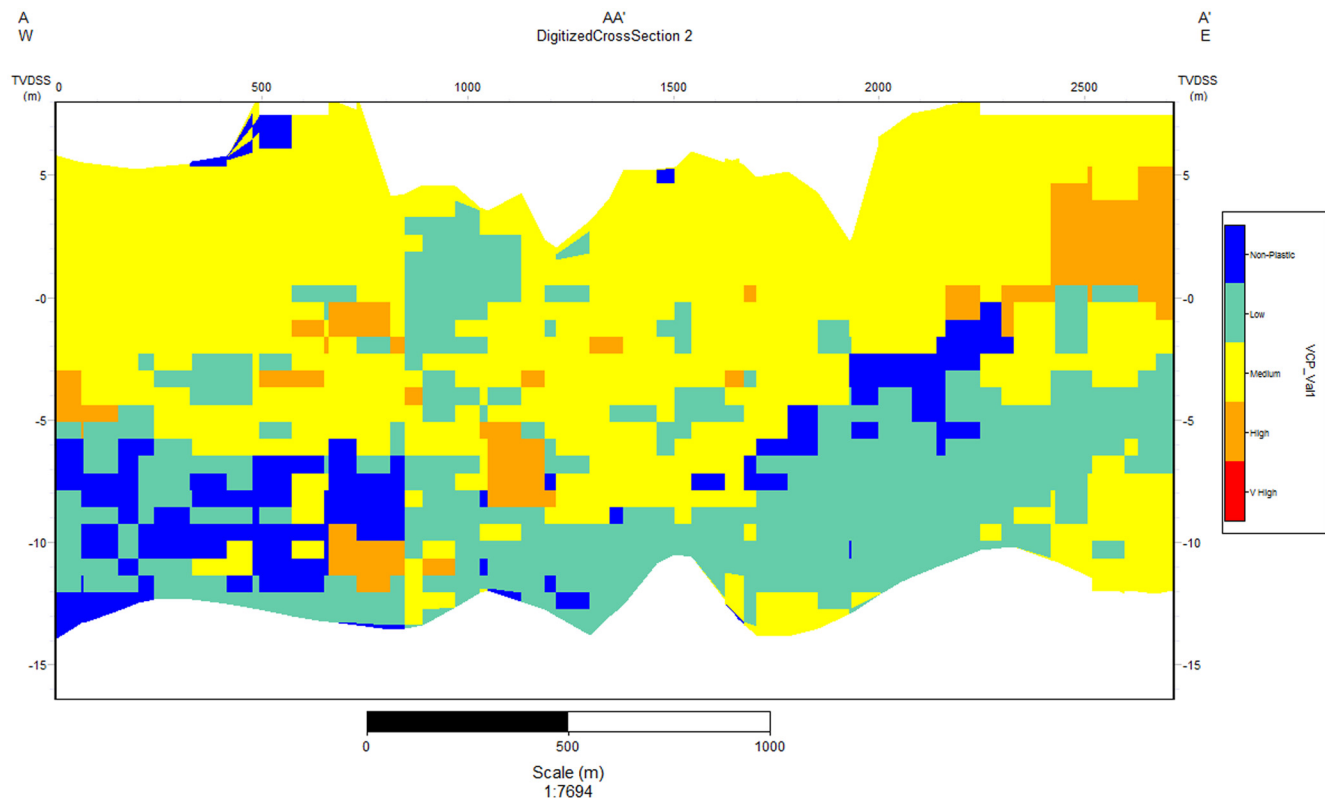 A AA' A'
W DigitizedCrossSection 2 E
TVDSS 0 500 1000 1500 2000 2500 TVDSS
(m) (m)
5 5
-0 -0
-5 -5
-10 -10
-15 -15
Non-Plastic
Low
Medium
High
V High
VCP_Val1
0 500 1000
Scale (m)
1:7694